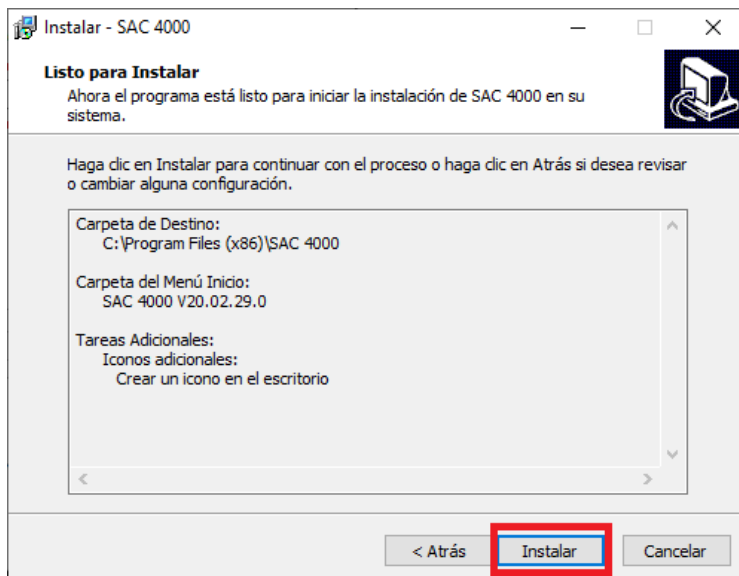 Instalar - SAC 4000
Listo para Instalar
Ahora el programa está listo para iniciar la instalación de SAC 4000 en su
sistema.
Haga clic en Instalar para continuar con el proceso o haga clic en Atrás si desea revisar
o cambiar alguna configuración.
Carpeta de Destino:
C:\Program Files (x86)\SAC 4000
Carpeta del Menú Inicio:
SAC 4000 V20.02.29.0
Tareas Adicionales:
Iconos adicionales:
Crear un icono en el escritorio
< Atrás
Instalar
Cancelar